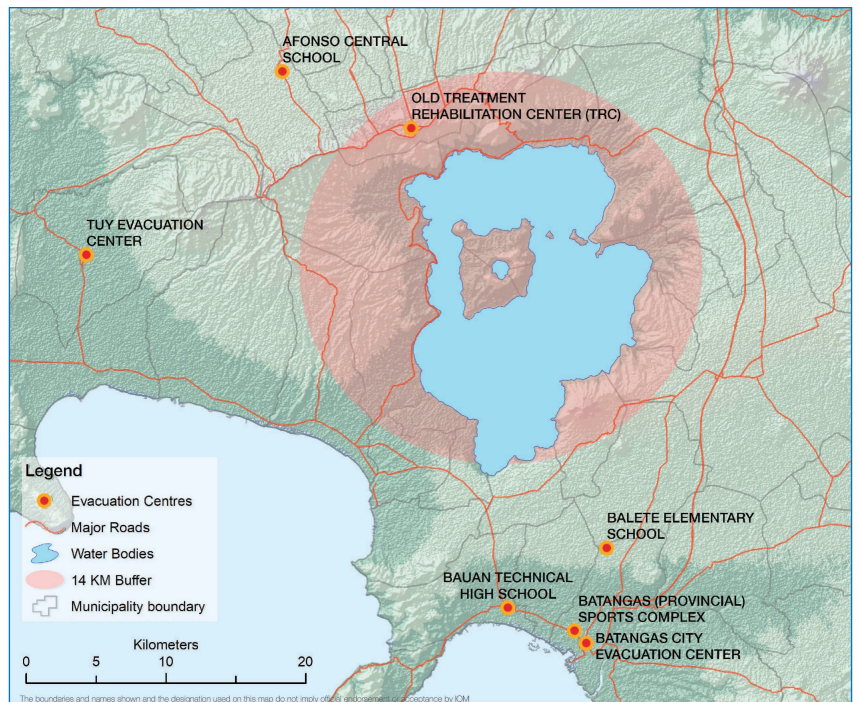 AFONSO CENTRAL
SCHOOL
OLD TREATMENT
REHABILITATION CENTER (TRC)
TUY EVACUATION
CENTER
Legend
Evacuation Centres
Major Roads
Water Bodies
14 KM Buffer
Municipality boundary
Kilometers
0 5 10 20
BALETE ELEMENTARY
SCHOOL
BAUAN TECHNICAL
HIGH SCHOOL
BATANGAS (PROVINCIAL)
SPORTS COMPLEX
BATANGAS CITY
EVACUATION CENTER
The boundaries and names shown and the designation used on this map do not imply official endorsement or acceptance by IOM